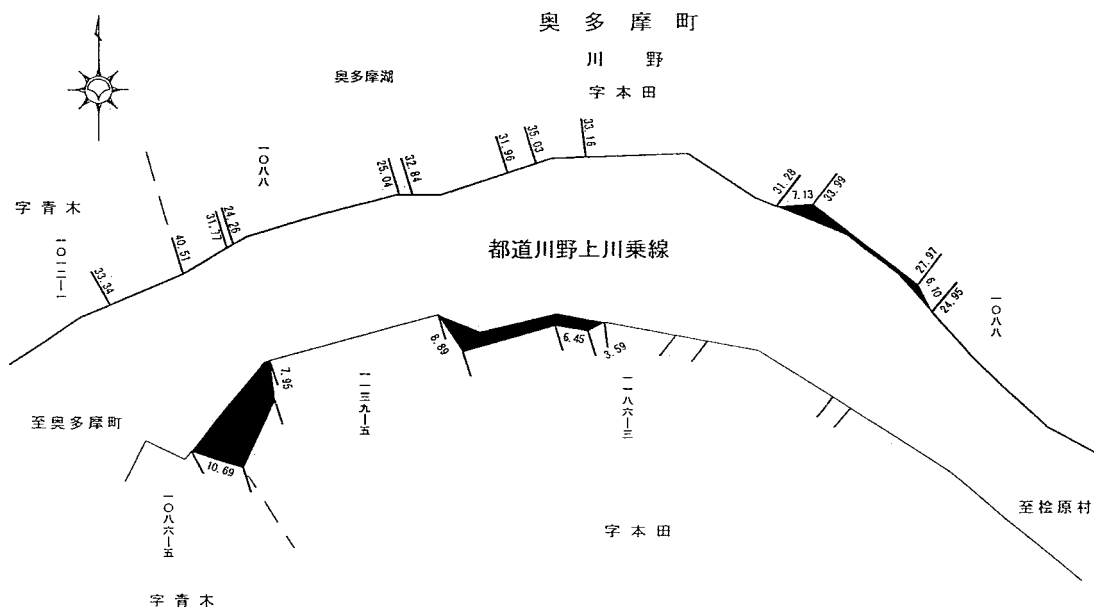 奥多摩町
川野
字本田
奥多摩湖
字青木
一〇一二―一
一〇八八
33.34
40.51
31.77
24.26
25.04
32.84
31.96
35.03
33.16
31.28
7.13
33.99
27.97
6.10
24.95
一〇八八
都道川野上川乗線
至奥多摩町
7.95
10.69
8.89
6.45
3.59
一一三九―五
一一八六―三
一〇八六―五
字本田
字青木
至桧原村